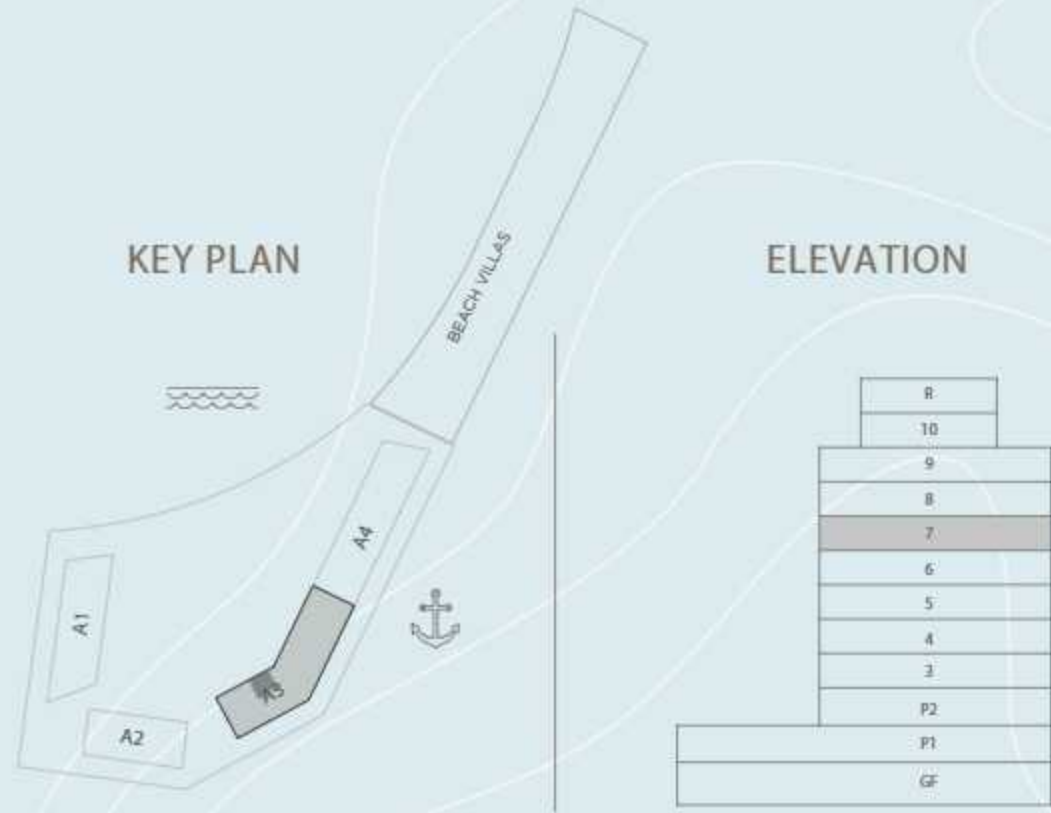 KEY PLAN
BEACH VILLAS
A4
A1
A3
A2
ELEVATION
R
10
9
8
7
6
5
4
3
P2
P1
GF